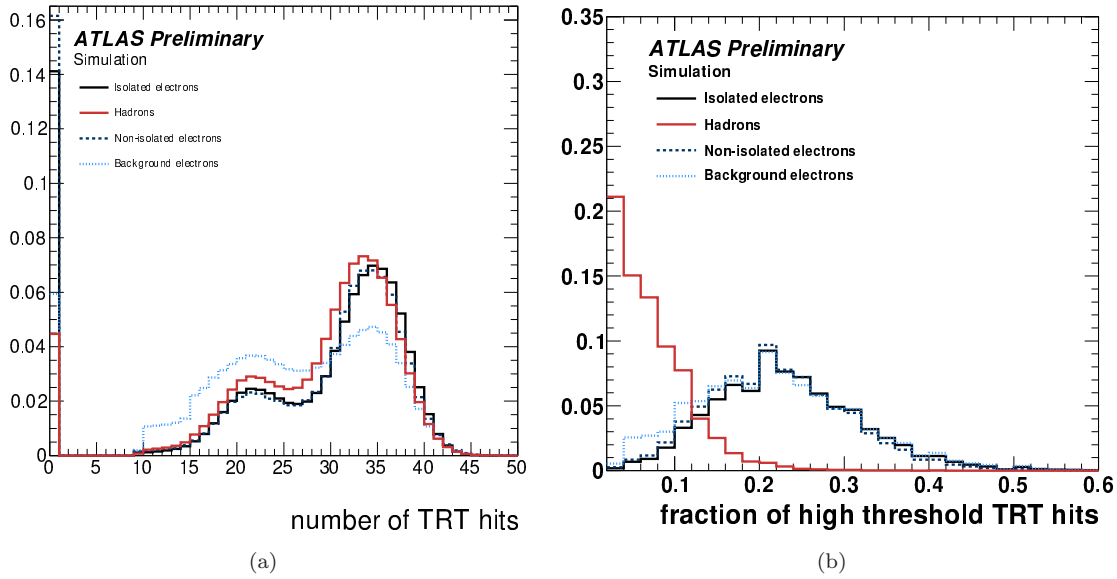 ATLAS Preliminary
Simulation
Isolated electrons
Hadrons
Non-isolated electrons
Background electrons
0.16
0.14
0.12
0.1
0.08
0.06
0.04
0.02
0
0 5 10 15 20 25 30 35 40 45 50
number of TRT hits
(a)
ATLAS Preliminary
Simulation
Isolated electrons
Hadrons
Non-isolated electrons
Background electrons
0.35
0.3
0.25
0.2
0.15
0.1
0.05
0
0.1 0.2 0.3 0.4 0.5 0.6
fraction of high threshold TRT hits
(b)